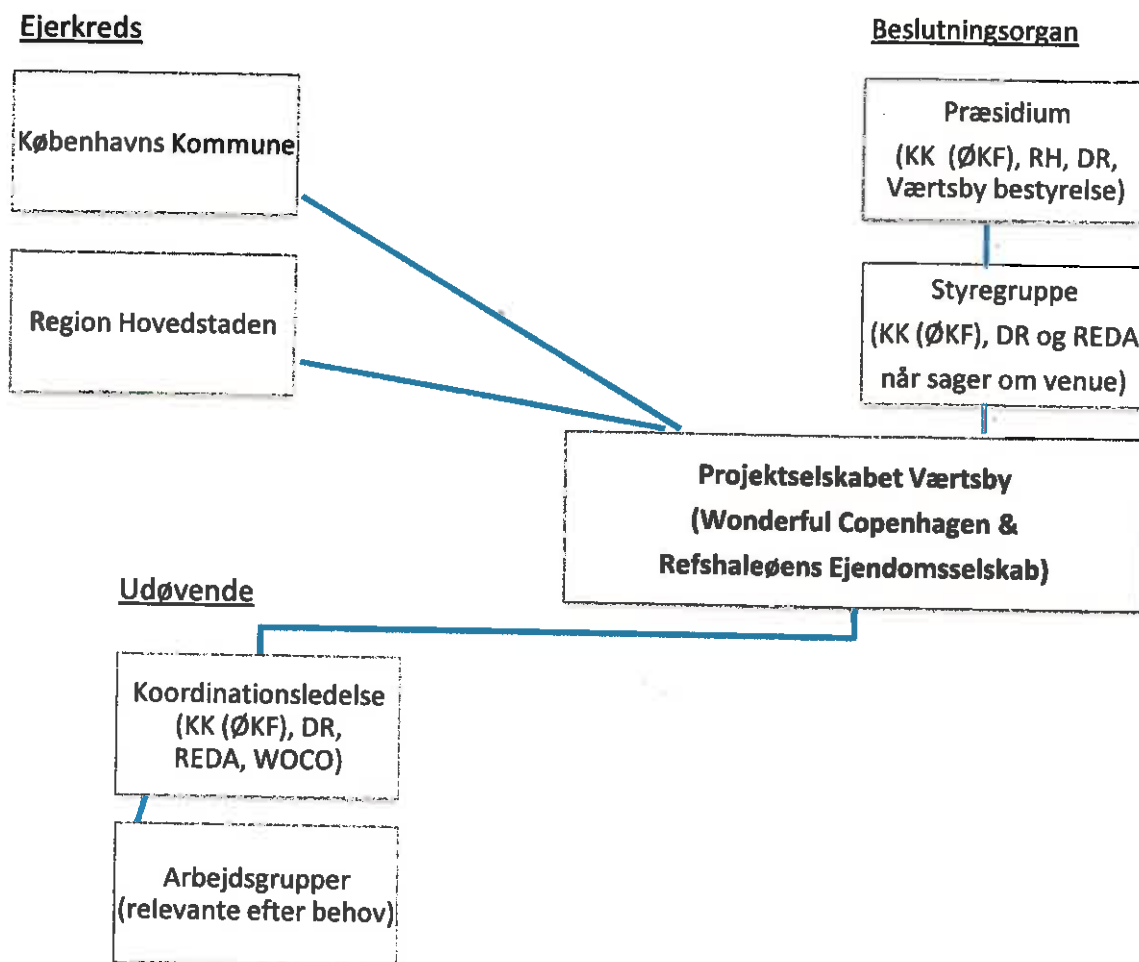 Ejerkreds
Københavns Kommune
Region Hovedstaden
Beslutningsorgan
Præsidium
(KK (ØKF), RH, DR,
Værtsby bestyrelse)
Styregruppe
(KK (ØKF), DR og REDA
når sager om venue)
Projektselskabet Værtsby
(Wonderful Copenhagen &
Refshaleøens Ejendomsselskab)
Udøvende
Koordinationsledelse
(KK (ØKF), DR,
REDA, WOCO)
Arbejdsgrupper
(relevante efter behov)